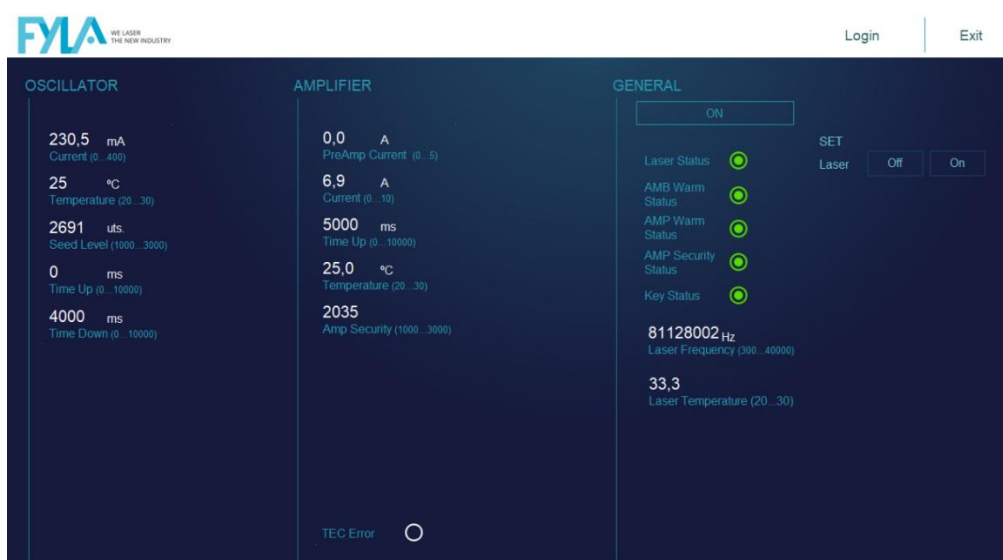 FYLA WE LASER
THE NEW INDUSTRY
Login Exit
OSCILLATOR
230,5 mA
Current (0...400)
25 ºC
Temperature (20...30)
2691 uts.
Seed Level (1000...3000)
0 ms
Time Up (0...10000)
4000 ms
Time Down (0...10000)
AMPLIFIER
0,0 A
PreAmp Current (0...5)
6,9 A
Current (0...10)
5000 ms
Time Up (0...10000)
25,0 ºC
Temperature (20...30)
2035
Amp Security (1000...3000)
TEC Error
GENERAL
ON
Laser Status
AMB Warm
Status
AMP Warm
Status
AMP Security
Status
Key Status
81128002 Hz
Laser Frequency (300...40000)
33,3
Laser Temperature (20...30)
SET
Laser Off On